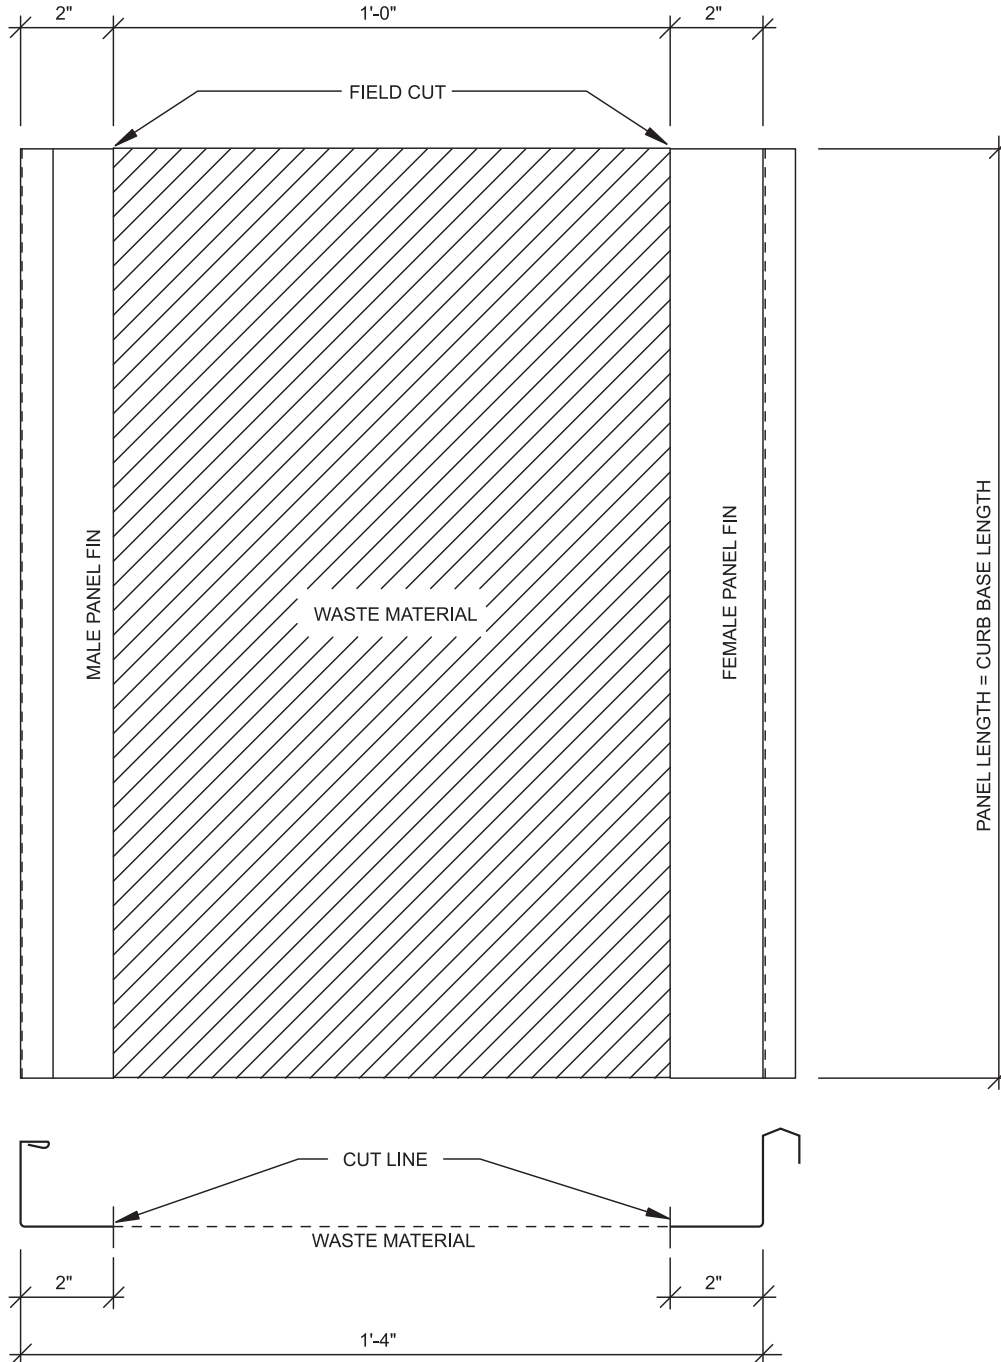 2"
1'-0"
2"
FIELD CUT
MALE PANEL FIN
WASTE MATERIAL
FEMALE PANEL FIN
PANEL LENGTH = CURB BASE LENGTH
CUT LINE
WASTE MATERIAL
2"
2"
1'-4"